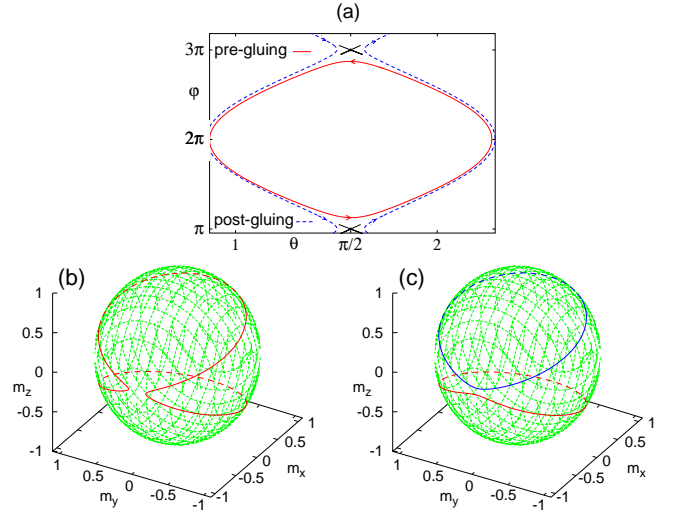 (a)
3π
pre-gluing
φ
2π
post-gluing
π
1
θ
π/2
2
(b)
1
0.5
0
m_z
-0.5
-1
1
0.5
0
m_y
-0.5
-1
-1
-0.5
0
m_x
0.5
1
(c)
1
0.5
0
m_z
-0.5
-1
1
0.5
0
m_y
-0.5
-1
-1
-0.5
0
m_x
0.5
1